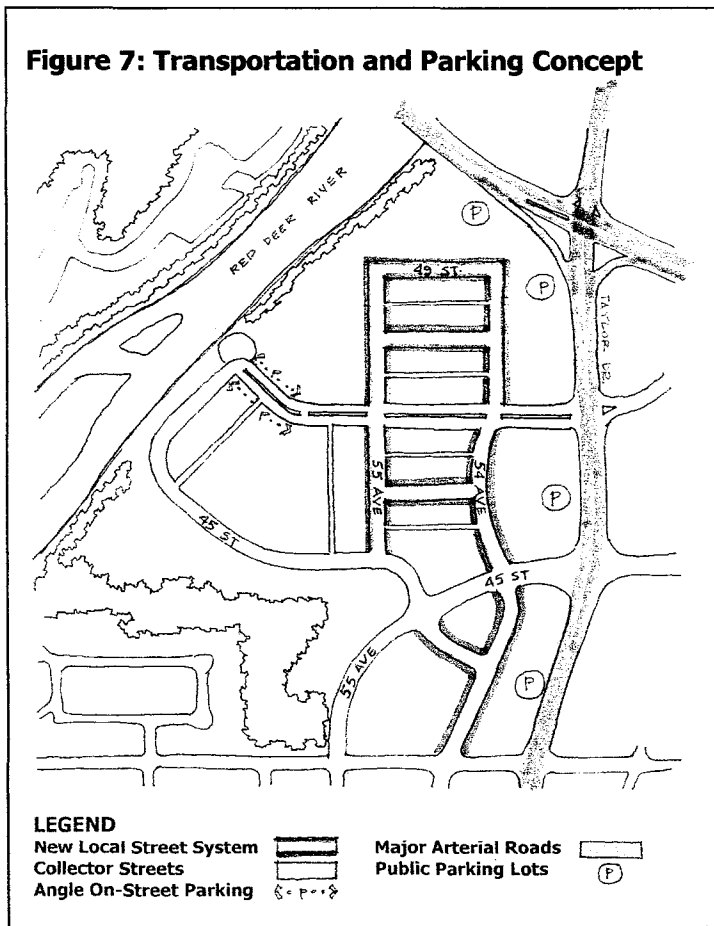 Figure 7: Transportation and Parking Concept
RED DEER RIVER
P
49 ST.
P
TAYLOR DR.
P
P
55 AVE
54 AVE
P
45 ST.
45 ST
55 AVE
P
LEGEND
New Local Street System
Collector Streets
Angle On-Street Parking
P
Major Arterial Roads
Public Parking Lots
P